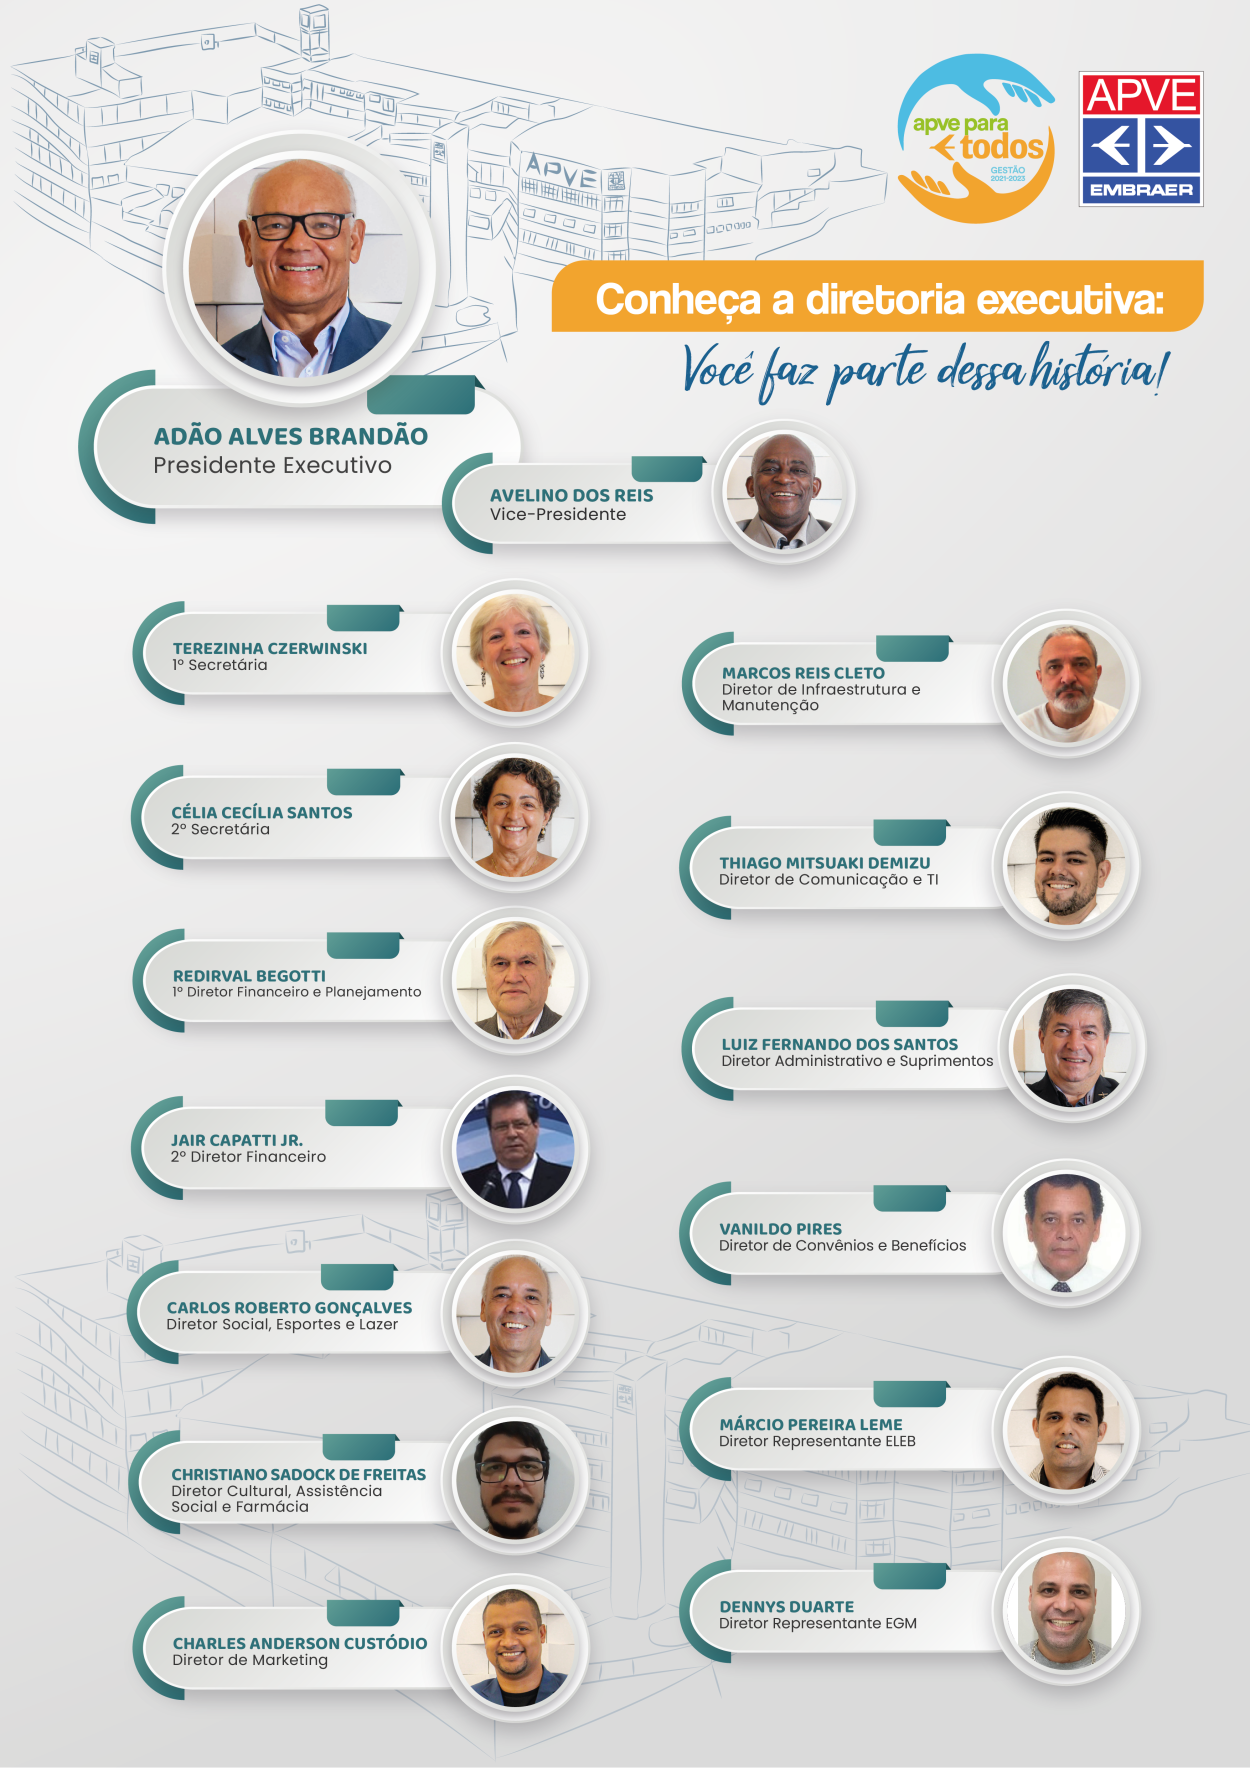 APVE
apve para
todos
GESTÃO
2021-2023
APVE
EMBRAER
Conheça a diretoria executiva:
Você faz parte dessa história!
ADÃO ALVES BRANDÃO
Presidente Executivo
AVELINO DOS REIS
Vice-Presidente
TEREZINHA CZERWINSKI
1º Secretária
CÉLIA CECÍLIA SANTOS
2º Secretária
REDIRVAL BEGOTTI
1º Diretor Financeiro e Planejamento
JAIR CAPATTI JR.
2º Diretor Financeiro
CARLOS ROBERTO GONÇALVES
Diretor Social, Esportes e Lazer
CHRISTIANO SADOCK DE FREITAS
Diretor Cultural, Assistência
Social e Farmácia
CHARLES ANDERSON CUSTÓDIO
Diretor de Marketing
MARCOS REIS CLETO
Diretor de Infraestrutura e
Manutenção
THIAGO MITSUAKI DEMIZU
Diretor de Comunicação e TI
LUIZ FERNANDO DOS SANTOS
Diretor Administrativo e Suprimentos
VANILDO PIRES
Diretor de Convênios e Benefícios
MÁRCIO PEREIRA LEME
Diretor Representante ELEB
DENNYS DUARTE
Diretor Representante EGM